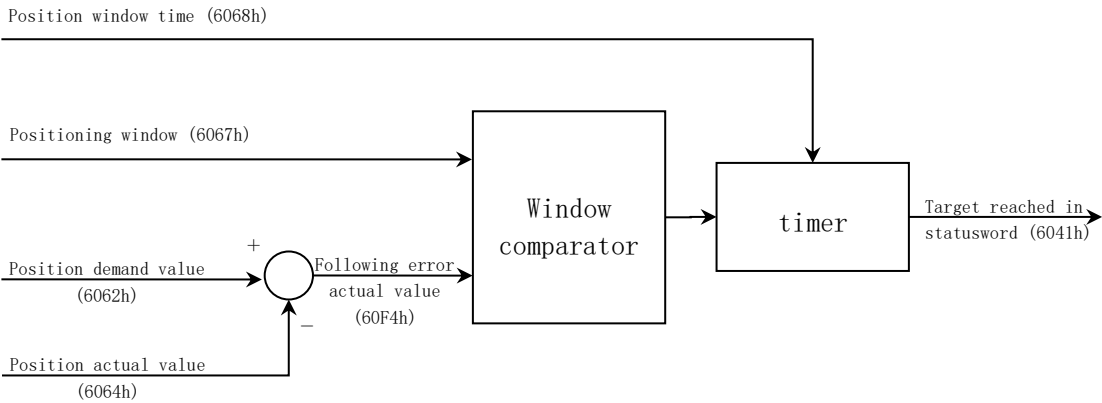 Position window time (6068h)
Positioning window (6067h)
Window
comparator
timer
Target reached in
statusword (6041h)
+
Position demand value
(6062h)
Following error
actual value
(60F4h)
−
Position actual value
(6064h)